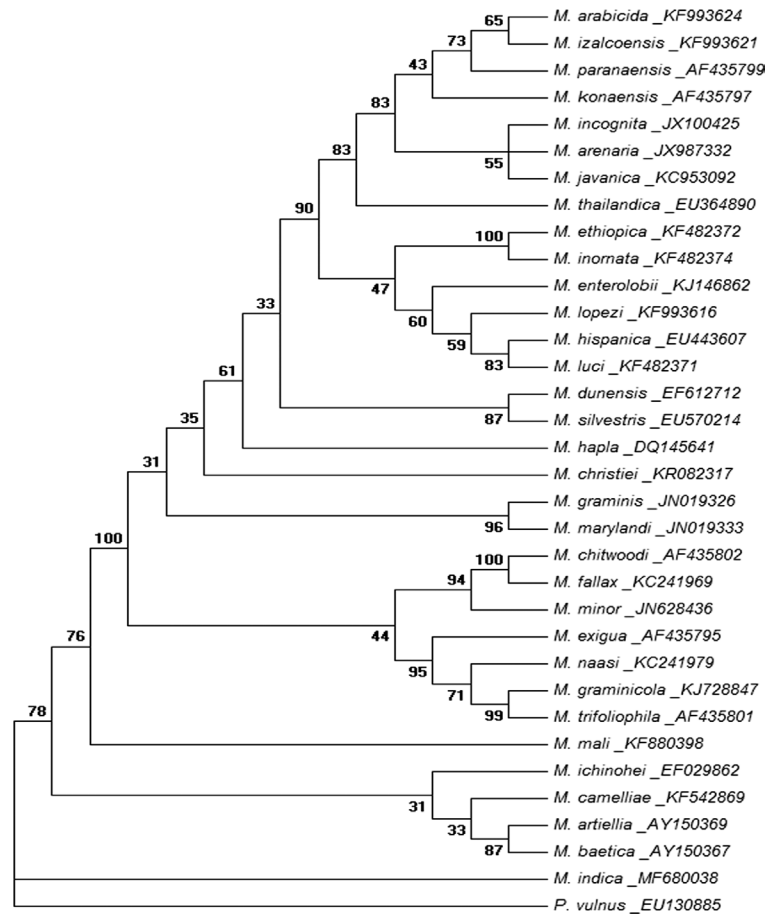 65 M. arabicida _KF993624
M. izalcoensis _KF993621
73
M. paranaensis _AF435799
43
M. konaensis _AF435797
83
M. incognita _JX100425
M. arenaria _JX987332
55
M. javanica _KC953092
83
M. thailandica _EU364890
90
M. ethiopica _KF482372
100
M. inornata _KF482374
47
M. enterolobii _KJ146862
60
M. lopezi _KF993616
59
M. hispanica _EU443607
83
M. luci _KF482371
33
M. dunensis _EF612712
87
M. silvestris _EU570214
61
M. hapla _DQ145641
35
M. christiei _KR082317
31
M. graminis _JN019326
96
M. marylandi _JN019333
100
M. chitwoodi _AF435802
100
M. fallax _KC241969
94
M. minor _JN628436
44
M. exigua _AF435795
95
M. naasi _KC241979
71
M. graminicola _KJ728847
99
M. trifoliophila _AF435801
76
M. mali _KF880398
78
M. ichinohei _EF029862
31
M. camelliae _KF542869
33
M. artiellia _AY150369
87
M. baetica _AY150367
M. indica _MF680038
P. vulnus _EU130885